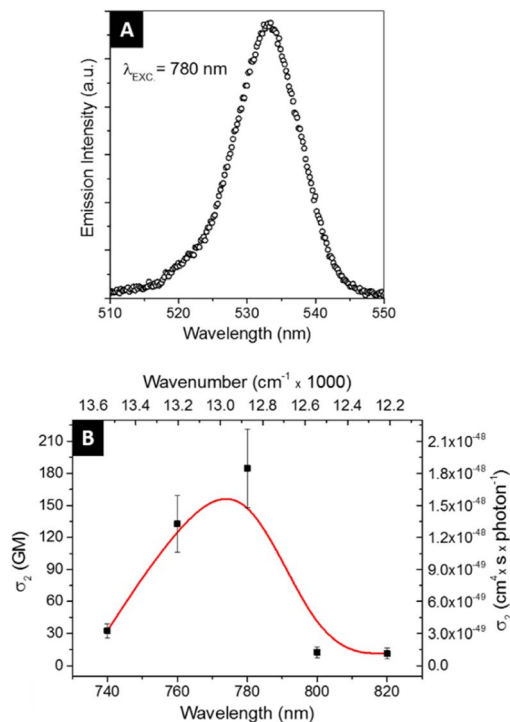 A
λEXC. = 780 nm
Emission Intensity (a.u.)
510 520 530 540 550
Wavelength (nm)
Wavenumber (cm⁻¹ x 1000)
13.6 13.4 13.2 13.0 12.8 12.6 12.4 12.2
B
210 2.1x10⁻⁴⁸
180 1.8x10⁻⁴⁸
150 1.5x10⁻⁴⁸
120 1.2x10⁻⁴⁸
90 9.0x10⁻⁴⁹
60 6.0x10⁻⁴⁹
30 3.0x10⁻⁴⁹
0 0.0
σ₂ (GM)
σ₂ (cm⁴ x s x photon⁻¹)
740 760 780 800 820
Wavelength (nm)